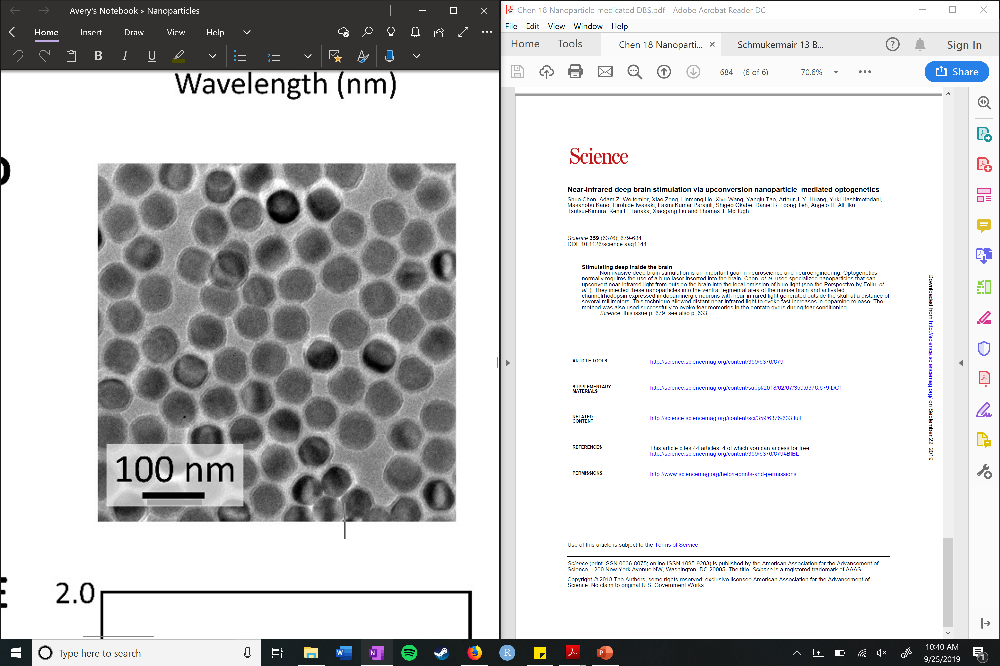 Avery's Notebook » Nanoparticles
Home Insert Draw View Help
B I U
Wavelength (nm)
100 nm
2.0
Chen 18 Nanoparticle medicated DBS.pdf - Adobe Acrobat Reader DC
File Edit View Window Help
Home Tools Chen 18 Nanoparti... Schmukermair 13 B... Sign In
684 (6 of 6) 70.6% Share
Science
Near-infrared deep brain stimulation via upconversion nanoparticle–mediated optogenetics
Shuo Chen, Adam Z. Weitemier, Xiao Zeng, Linmeng He, Xiyu Wang, Yanqiu Tao, Arthur J. Y. Huang, Yuki Hashimotodani,
Masanobu Kano, Hirohide Iwasaki, Laxmi Kumar Parajuli, Shigeo Okabe, Daniel B. Loong Teh, Angelo H. All, Iku
Tsutsui-Kimura, Kenji F. Tanaka, Xiaogang Liu and Thomas J. McHugh
Science 359 (6376), 679-684.
DOI: 10.1126/science.aaq1144
Stimulating deep inside the brain
Noninvasive deep brain stimulation is an important goal in neuroscience and neuroengineering. Optogenetics
normally requires the use of a blue laser inserted into the brain. Chen et al. used specialized nanoparticles that can
upconvert near-infrared light from outside the brain into the local emission of blue light (see the Perspective by Feliu et
al. ). They injected these nanoparticles into the ventral tegmental area of the mouse brain and activated
channelrhodopsin expressed in dopaminergic neurons with near-infrared light generated outside the skull at a distance of
several millimeters. This technique allowed distant near-infrared light to evoke fast increases in dopamine release. The
method was also used successfully to evoke fear memories in the dentate gyrus during fear conditioning.
Science, this issue p. 679; see also p. 633
ARTICLE TOOLS http://science.sciencemag.org/content/359/6376/679
SUPPLEMENTARY
MATERIALS http://science.sciencemag.org/content/suppl/2018/02/07/359.6376.679.DC1
RELATED
CONTENT http://science.sciencemag.org/content/sci/359/6376/633.full
REFERENCES This article cites 44 articles, 4 of which you can access for free
http://science.sciencemag.org/content/359/6376/679#BIBL
PERMISSIONS http://www.sciencemag.org/help/reprints-and-permissions
Use of this article is subject to the Terms of Service
Science (print ISSN 0036-8075; online ISSN 1095-9203) is published by the American Association for the Advancement of
Science, 1200 New York Avenue NW, Washington, DC 20005. The title Science is a registered trademark of AAAS.
Copyright © 2018 The Authors, some rights reserved; exclusive licensee American Association for the Advancement of
Science. No claim to original U.S. Government Works
Downloaded from http://science.sciencemag.org/ on September 22, 2019
Type here to search
10:40 AM
9/25/2019
1